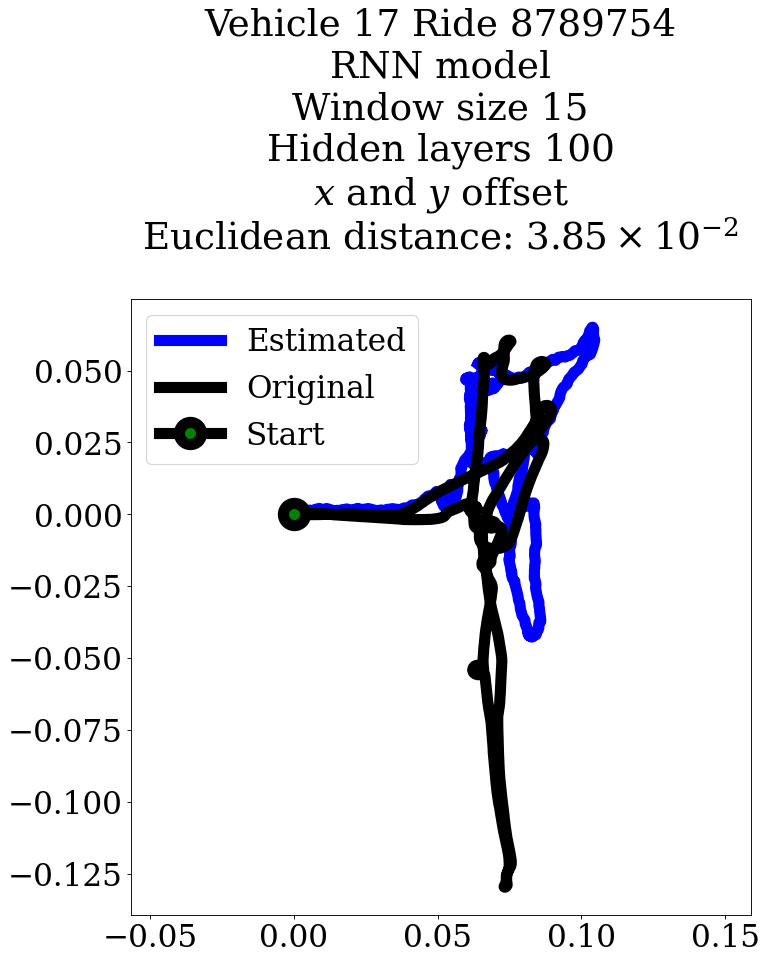 Vehicle 17 Ride 8789754
RNN model
Window size 15
Hidden layers 100
x and y offset
Euclidean distance: 3.85 × 10⁻²
Estimated
Original
Start
0.050
0.025
0.000
−0.025
−0.050
−0.075
−0.100
−0.125
−0.05 0.00 0.05 0.10 0.15